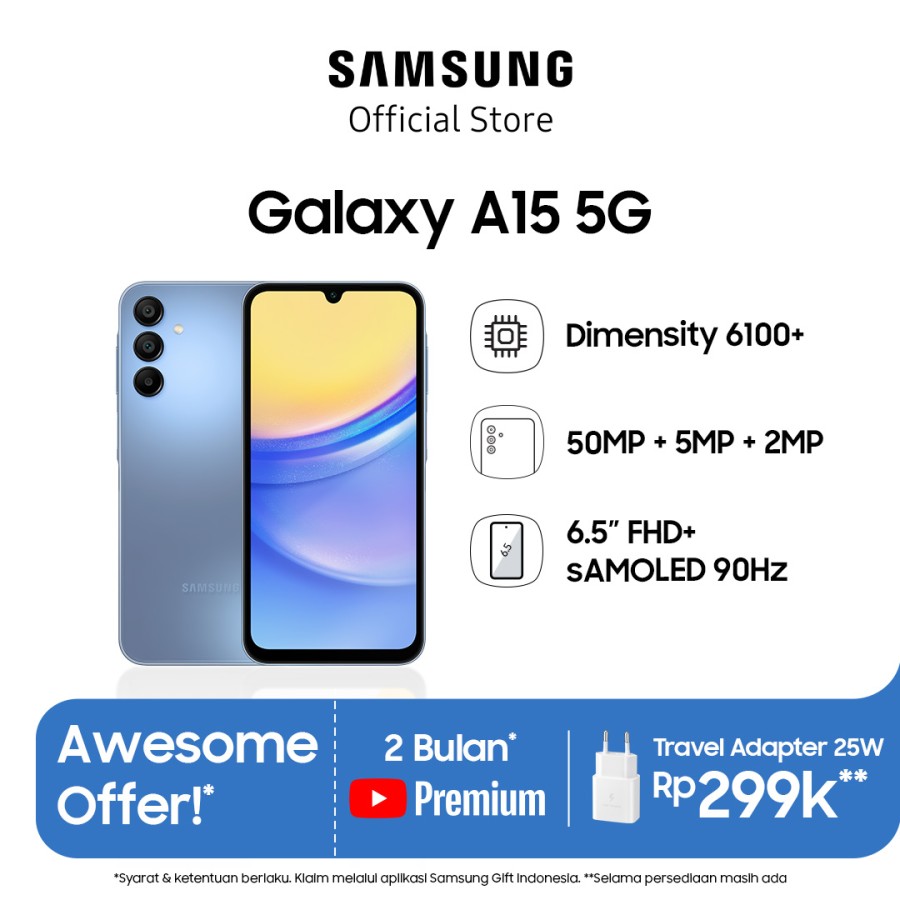 SAMSUNG
Official Store
Galaxy A15 5G
Dimensity 6100+
50MP + 5MP + 2MP
6.5
6.5” FHD+
sAMOLED 90Hz
SAMSUNG
Awesome
Offer!*
2 Bulan*
Premium
Travel Adapter 25W
Rp299k**
*Syarat & ketentuan berlaku. Klaim melalui aplikasi Samsung Gift Indonesia. **Selama persediaan masih ada